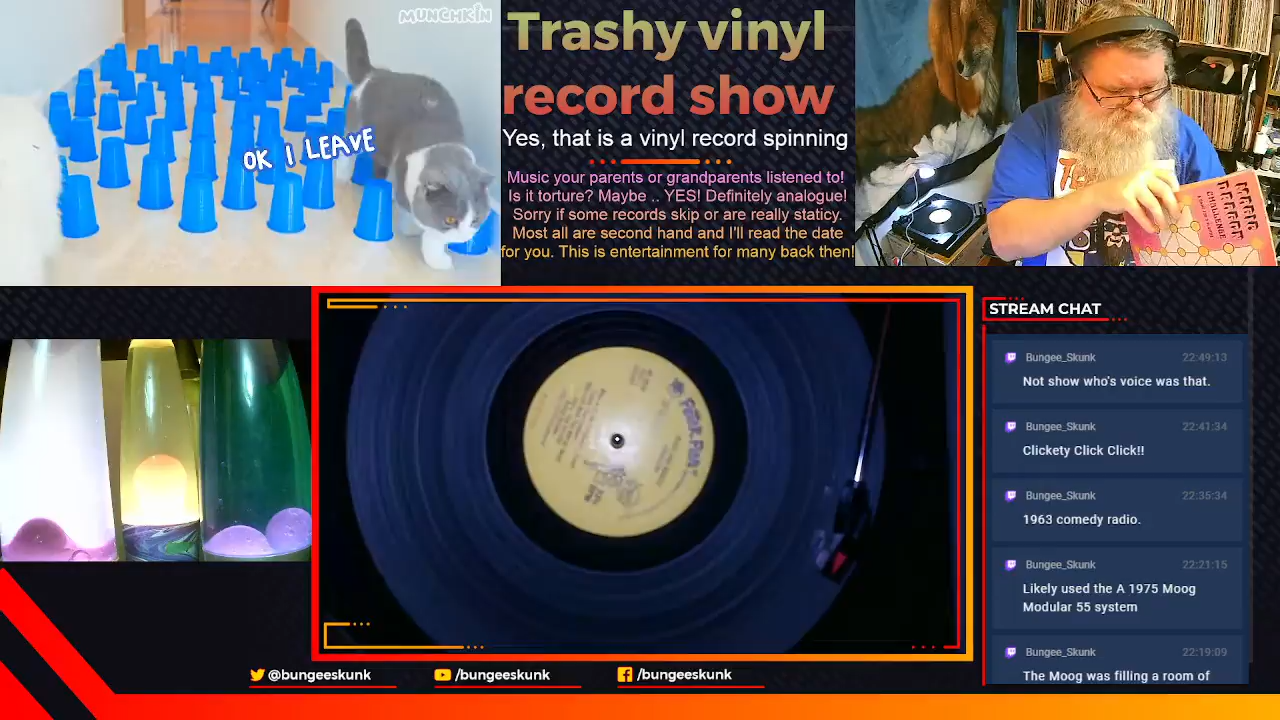 MUNCHKIN
OK I LEAVE
Trashy vinyl
record show
Yes, that is a vinyl record spinning
Music your parents or grandparents listened to!
Is it torture? Maybe .. YES! Definitely analogue!
Sorry if some records skip or are really staticy.
Most all are second hand and I'll read the date
for you. This is entertainment for many back then!
CHALLENGE
Peter Pan
STREAM CHAT
Bungee_Skunk 22:49:13
Not show who's voice was that.
Bungee_Skunk 22:41:34
Clickety Click Click!!
Bungee_Skunk 22:35:34
1963 comedy radio.
Bungee_Skunk 22:21:15
Likely used the A 1975 Moog
Modular 55 system
Bungee_Skunk 22:19:09
The Moog was filling a room of
@bungeeskunk
/bungeeskunk
/bungeeskunk